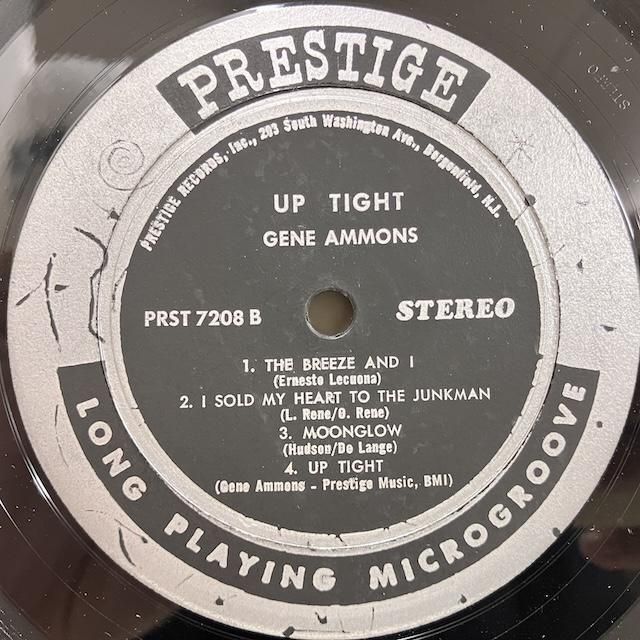 PRESTIGE
PRESTIGE RECORDS, Inc., 203 South Washington Ave., Bergenfield, N.J.
UP TIGHT
GENE AMMONS
PRST 7208 B
STEREO
1. THE BREEZE AND I
(Ernesto Lecuona)
2. I SOLD MY HEART TO THE JUNKMAN
(L. Rene/O. Rene)
3. MOONGLOW
(Hudson/De Lange)
4. UP TIGHT
(Gene Ammons - Prestige Music, BMI)
LONG PLAYING MICROGROOVE
STEREO